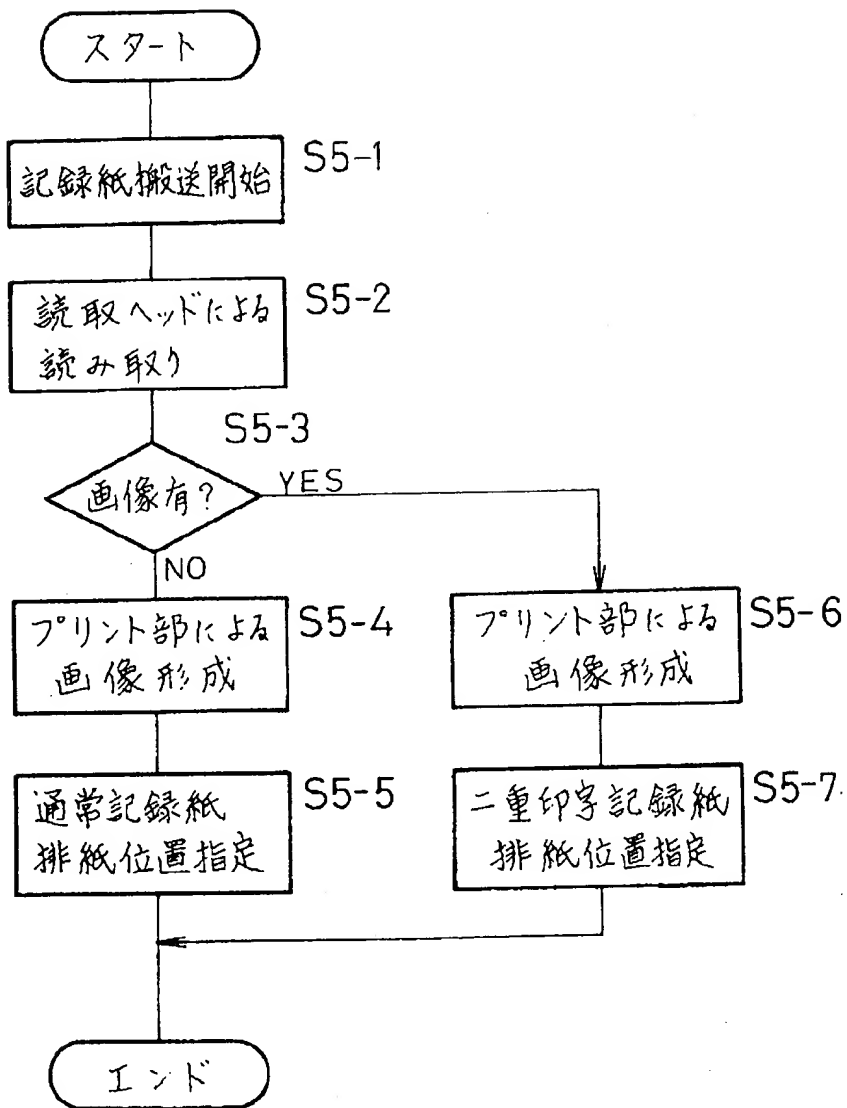 スタート
記録紙搬送開始
S5-1
読取ヘッドによる
読み取り
S5-2
S5-3
画像有?
YES
NO
プリント部による
画像形成
S5-4
通常記録紙
排紙位置指定
S5-5
プリント部による
画像形成
S5-6
二重印字記録紙
排紙位置指定
S5-7
エンド